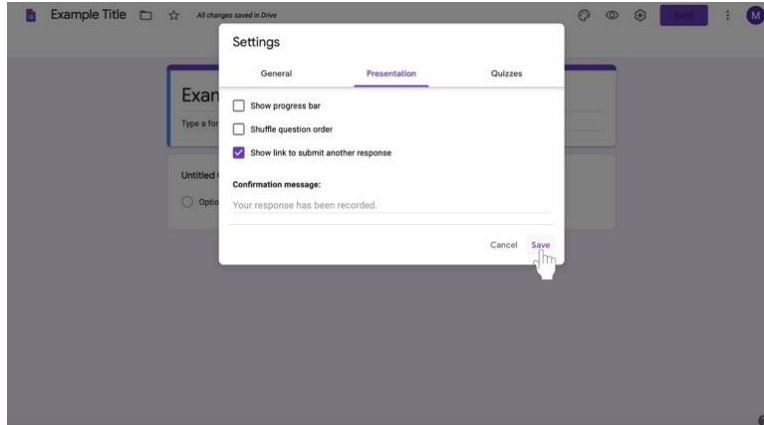 Example Title
All changes saved in Drive
Send
M
Settings
General Presentation Quizzes
Exan
Show progress bar
Type a for
Shuffle question order
Show link to submit another response
Untitled
Confirmation message:
Optio
Your response has been recorded.
Cancel Save